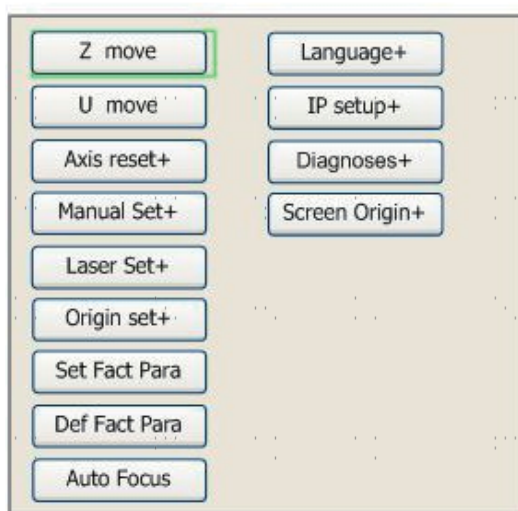 Z move
U move
Axis reset+
Manual Set+
Laser Set+
Origin set+
Set Fact Para
Def Fact Para
Auto Focus
Language+
IP setup+
Diagnoses+
Screen Origin+